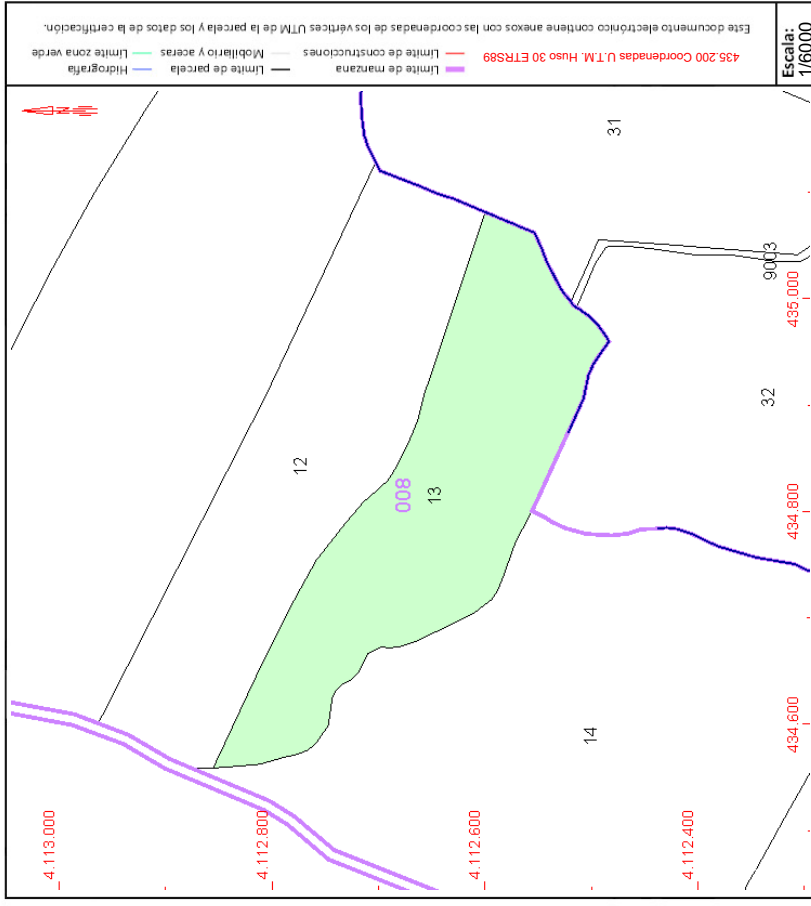 Este documento electrónico contiene anexos con las coordenadas de los vértices UTM de la parcela y los datos de la certificación.
435.200 Coordenadas U.T.M. Huso 30 ETRS89
Límite de manzana
Límite de construcciones
Límite de parcela
Mobiliario y aceras
Hidrografía
Límite zona verde
Escala:
1/6000
N
31
9003
435.000
32
12
008
13
434.800
14
434.600
4.113.000
4.112.800
4.112.600
4.112.400